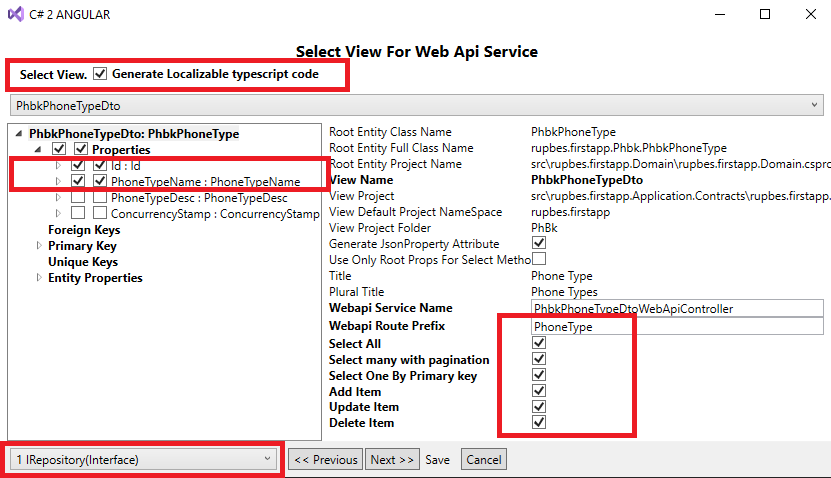 C# 2 ANGULAR
Select View For Web Api Service
Select View. Generate Localizable typescript code
PhbkPhoneTypeDto
PhbkPhoneTypeDto: PhbkPhoneType
Properties
Id : Id
PhoneTypeName : PhoneTypeName
PhoneTypeDesc : PhoneTypeDesc
ConcurrencyStamp : ConcurrencyStamp
Foreign Keys
Primary Key
Unique Keys
Entity Properties
Root Entity Class Name PhbkPhoneType
Root Entity Full Class Name rupbes.firstapp.Phbk.PhbkPhoneType
Root Entity Project Name src\rupbes.firstapp.Domain\rupbes.firstapp.Domain.cspro
View Name PhbkPhoneTypeDto
View Project src\rupbes.firstapp.Application.Contracts\rupbes.firstapp.
View Default Project NameSpace rupbes.firstapp
View Project Folder PhBk
Generate JsonProperty Attribute
Use Only Root Props For Select Metho
Title Phone Type
Plural Title Phone Types
Webapi Service Name PhbkPhoneTypeDtoWebApiController
Webapi Route Prefix PhoneType
Select All
Select many with pagination
Select One By Primary key
Add Item
Update Item
Delete Item
1 IRepository(Interface) << Previous Next >> Save Cancel